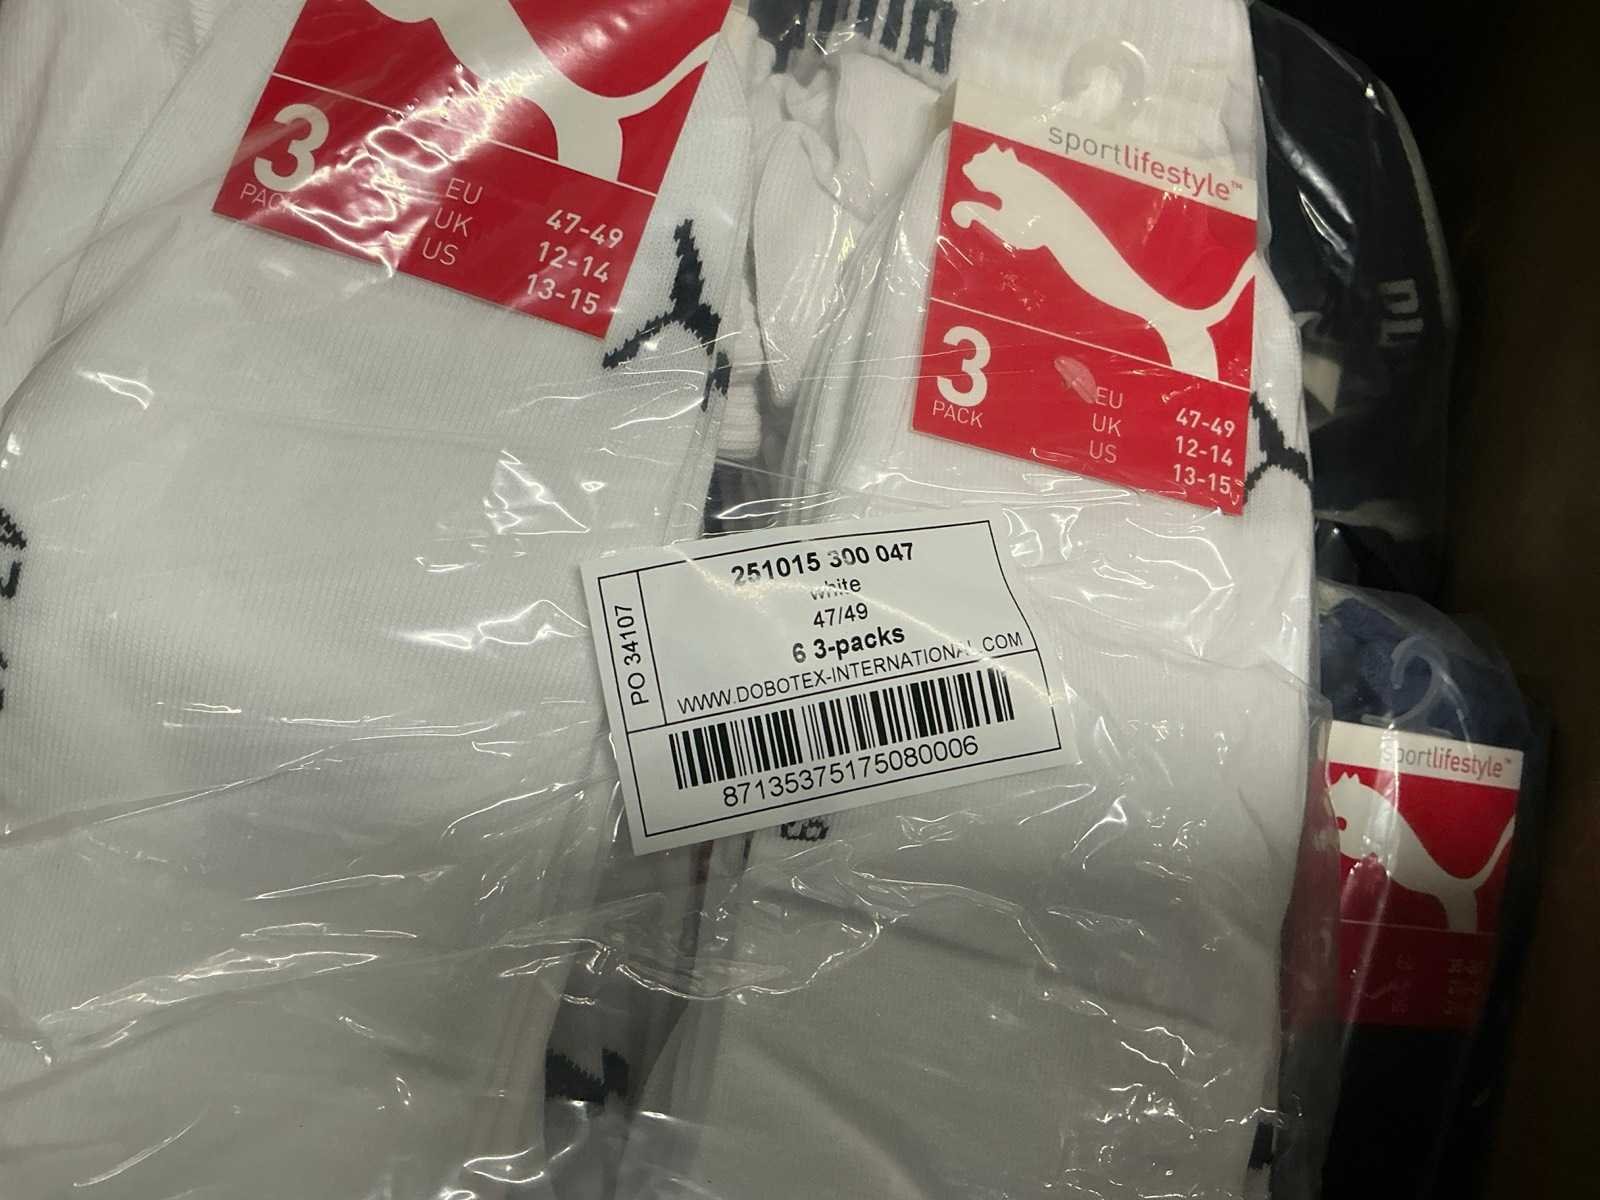 PUMA
3
PACK
EU 47-49
UK 12-14
US 13-15
sportlifestyle™
3
PACK
EU 47-49
UK 12-14
US 13-15
251015 300 047
white
47/49
6 3-packs
WWW.DOBOTEX-INTERNATIONAL.COM
PO 34107
87135375175080006
sportlifestyle™